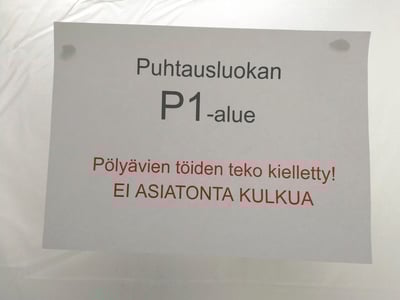 Puhtausluokan
P1-alue
Pölyävien töiden teko kielletty!
EI ASIATONTA KULKUA